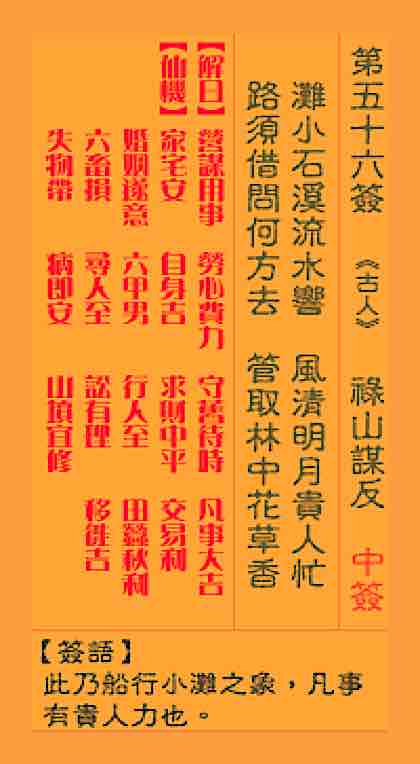 第五十六簽 《古人》 祿山謀反 中簽
灘小石溪流水響 風清明月貴人忙
路須借問何方去 管取林中花草香
【解曰】營謀用事 勞心費力 守舊待時 凡事大吉
【仙機】家宅安 自身吉 求財中平 交易利
婚姻遂意 六甲男 行人至 田蠶秋利
六畜損 尋人至 訟有理 移徙吉
失物帶 病即安 山墳宜修
【簽語】
此乃船行小灘之象，凡事
有貴人力也。